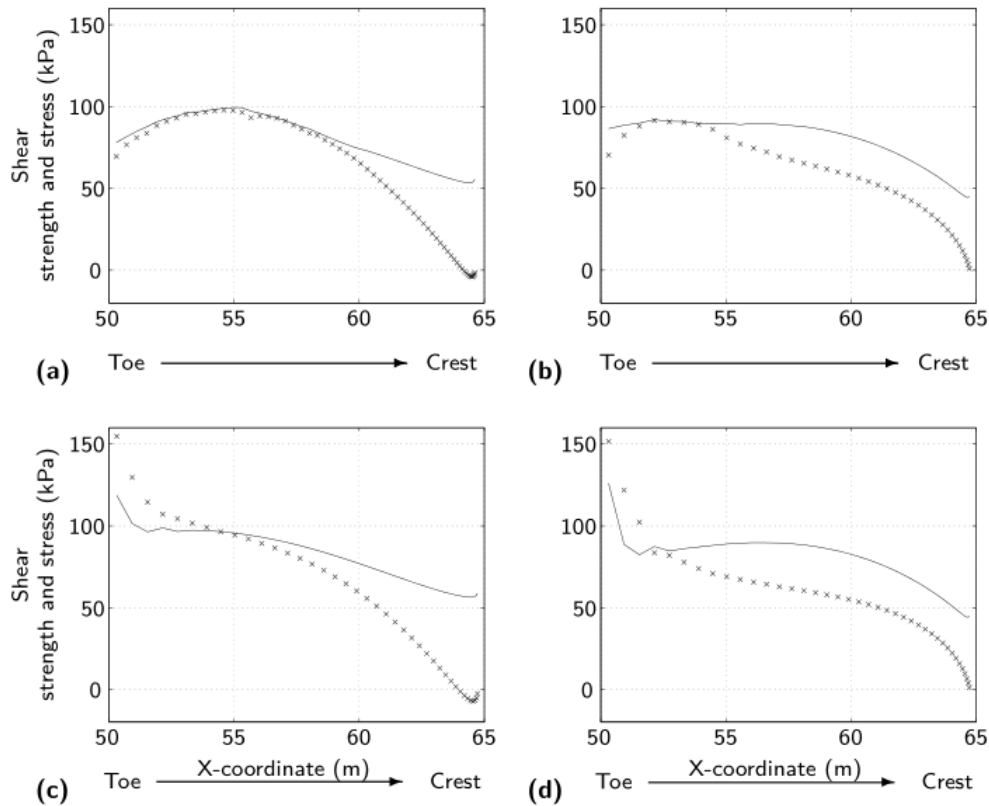 Shear
strength and stress (kPa)
150
100
50
0
50 55 60 65
(a) Toe Crest
150
100
50
0
50 55 60 65
(b) Toe Crest
Shear
strength and stress (kPa)
150
100
50
0
50 55 60 65
X-coordinate (m)
(c) Toe Crest
150
100
50
0
50 55 60 65
X-coordinate (m)
(d) Toe Crest